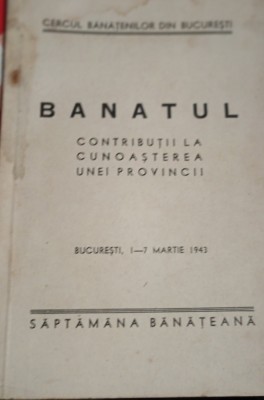 CERCUL BĂNĂȚENILOR DIN BUCUREȘTI
BANATUL
CONTRIBUȚII LA
CUNOAȘTEREA
UNEI PROVINCII
BUCUREȘTI, 1—7 MARTIE 1943
SĂPTĂMÂNA BĂNĂȚEANĂ